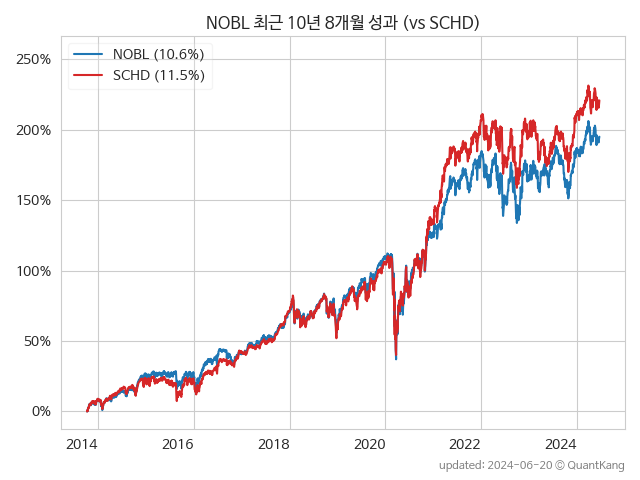 NOBL 최근 10년 8개월 성과 (vs SCHD)
NOBL (10.6%)
SCHD (11.5%)
250%
200%
150%
100%
50%
0%
2014 2016 2018 2020 2022 2024
updated: 2024-06-20 © QuantKang